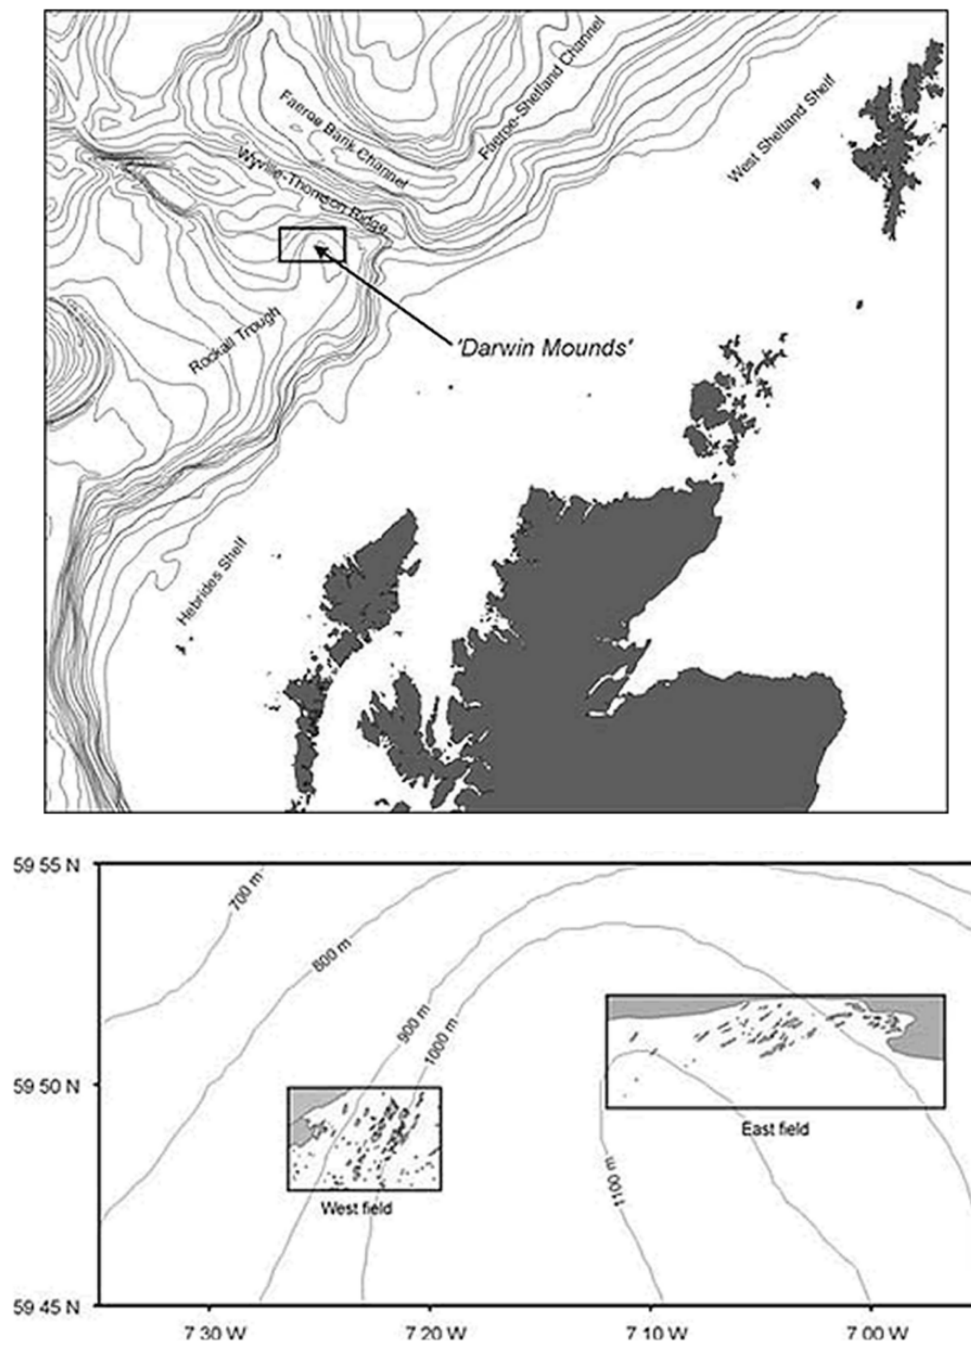 Faeroe Bank Channel
Faeroe-Shetland Channel
West Shetland Shelf
Wyville-Thomson Ridge
'Darwin Mounds'
Rockall Trough
Hebrides Shelf
59 55 N
700 m
800 m
900 m
1000 m
59 50 N
East field
1100 m
West field
59 45 N
7 30 W
7 20 W
7 10 W
7 00 W